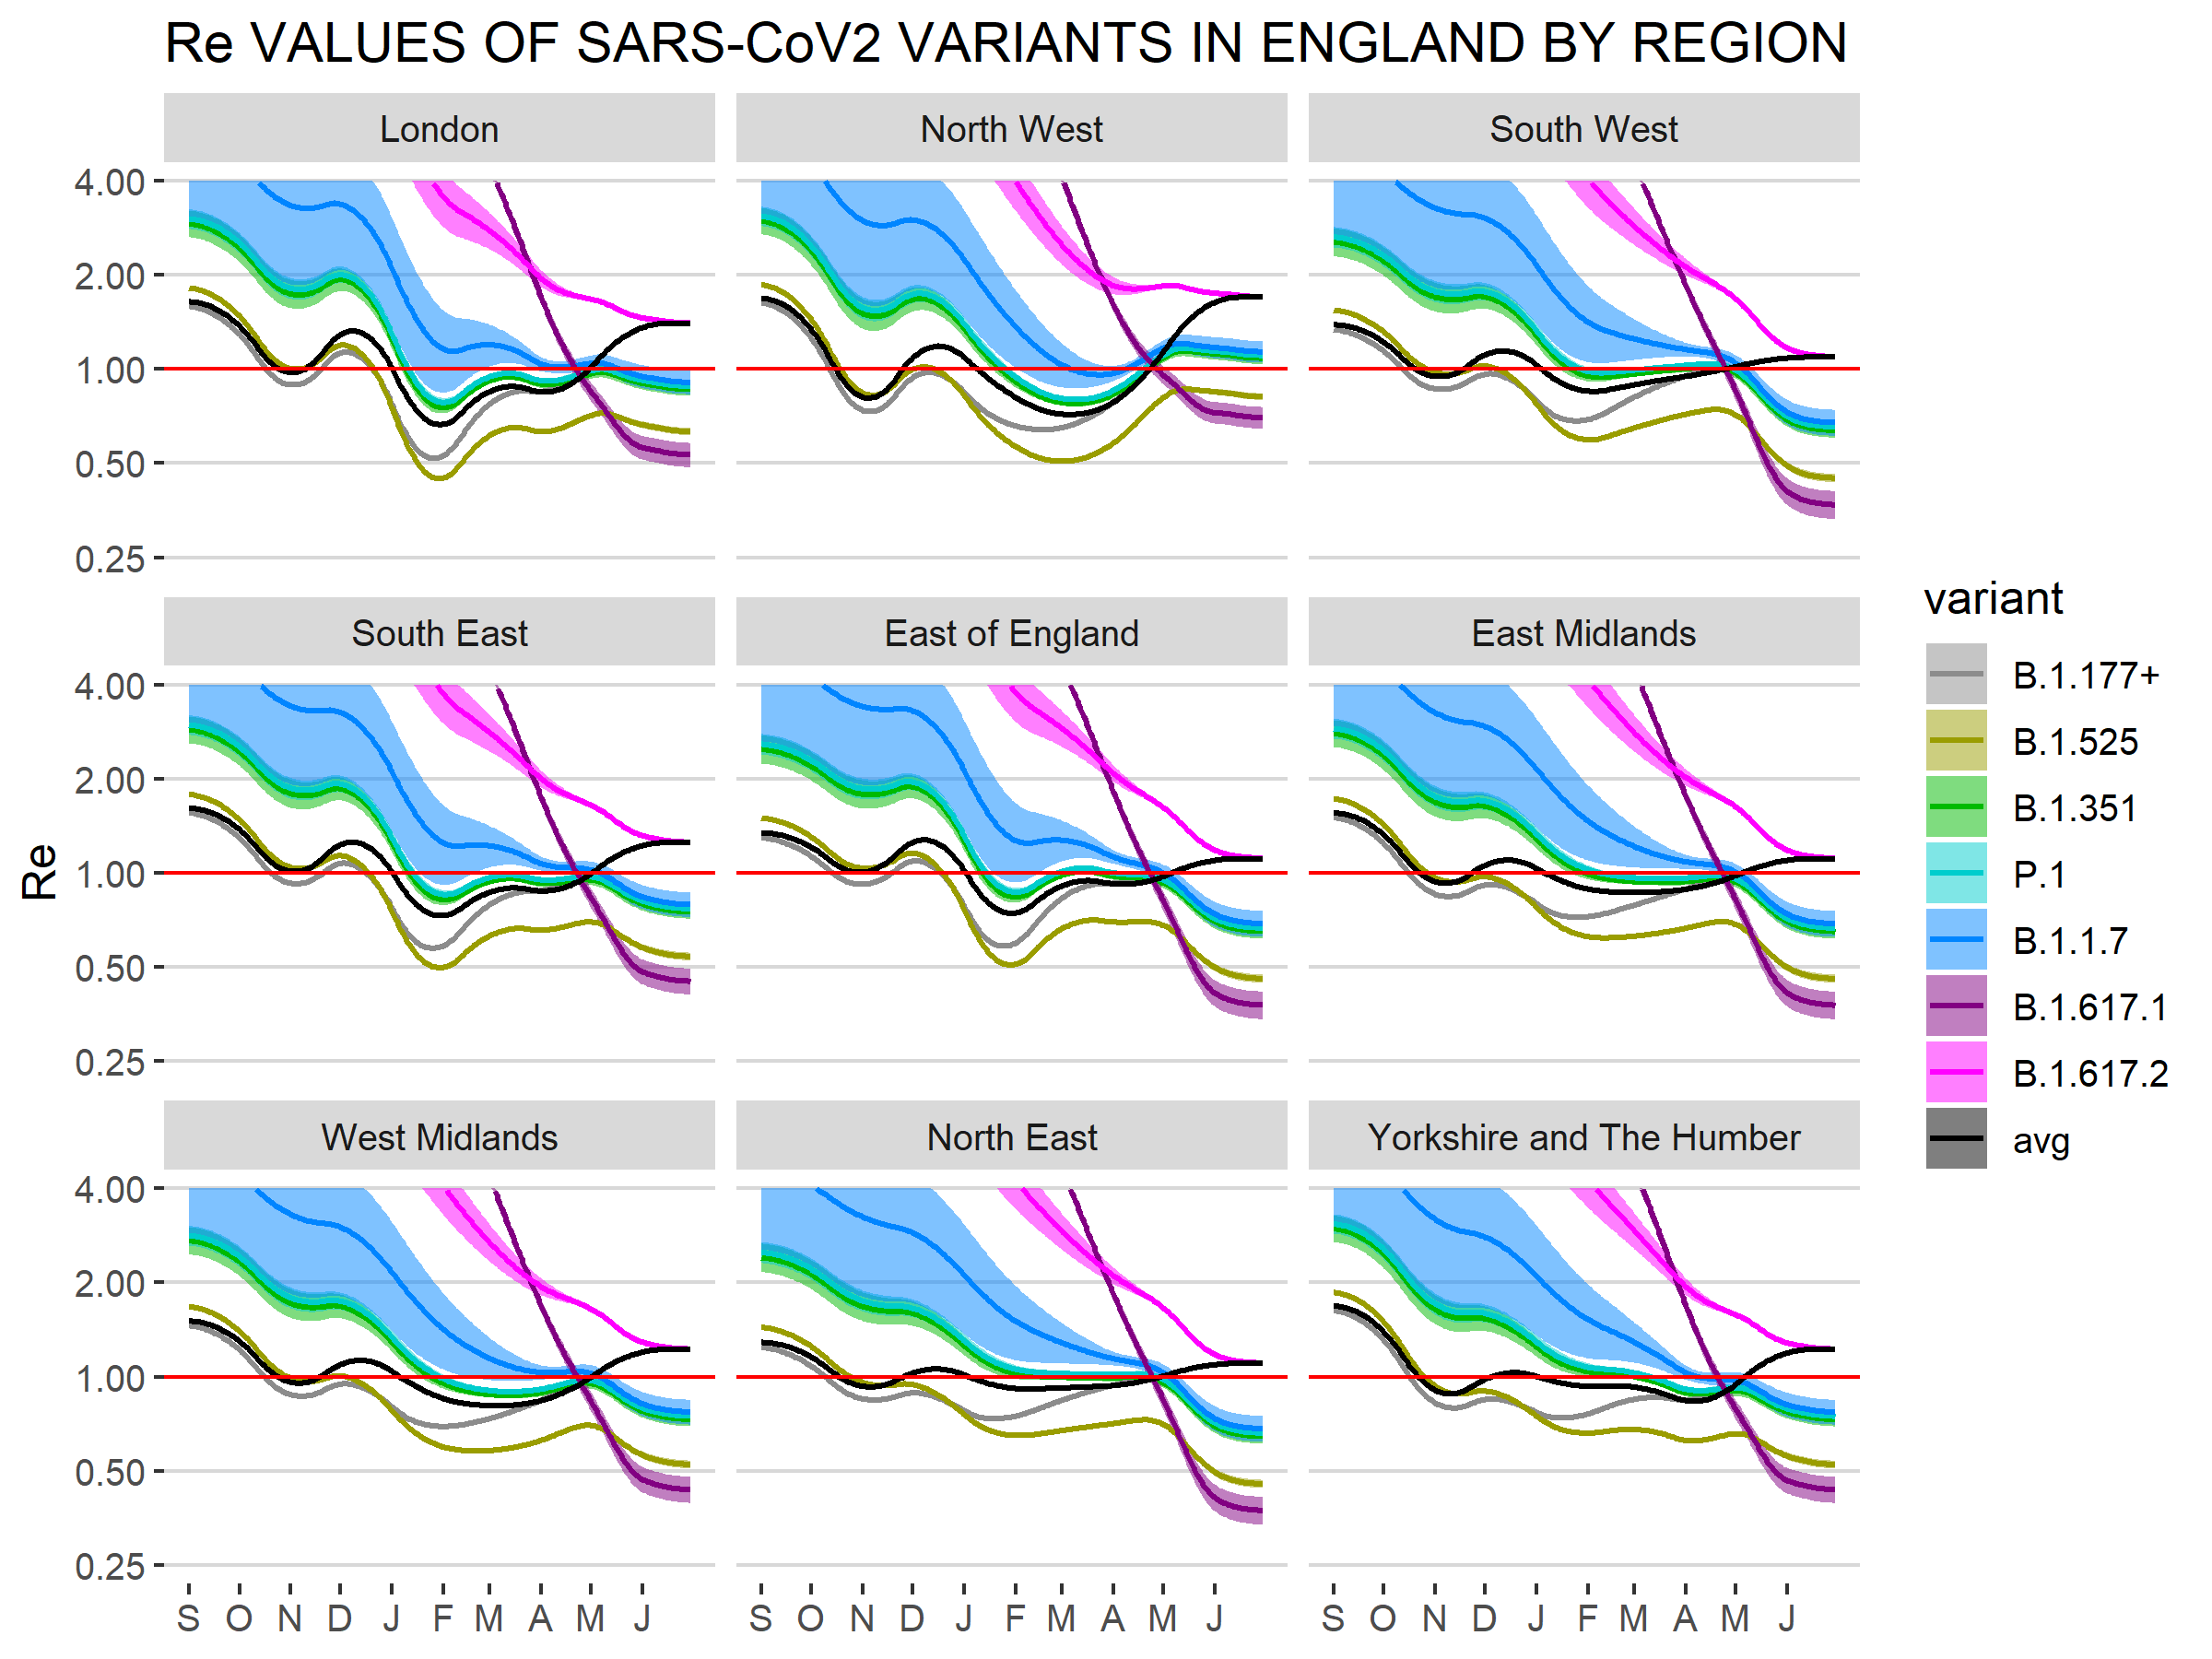 Re VALUES OF SARS-CoV2 VARIANTS IN ENGLAND BY REGION
London
North West
South West
4.00
2.00
1.00
0.50
0.25
South East
East of England
East Midlands
4.00
2.00
1.00
0.50
0.25
Re
West Midlands
North East
Yorkshire and The Humber
4.00
2.00
1.00
0.50
0.25
S O N D J F M A M J
S O N D J F M A M J
S O N D J F M A M J
variant
B.1.177+
B.1.525
B.1.351
P.1
B.1.1.7
B.1.617.1
B.1.617.2
avg